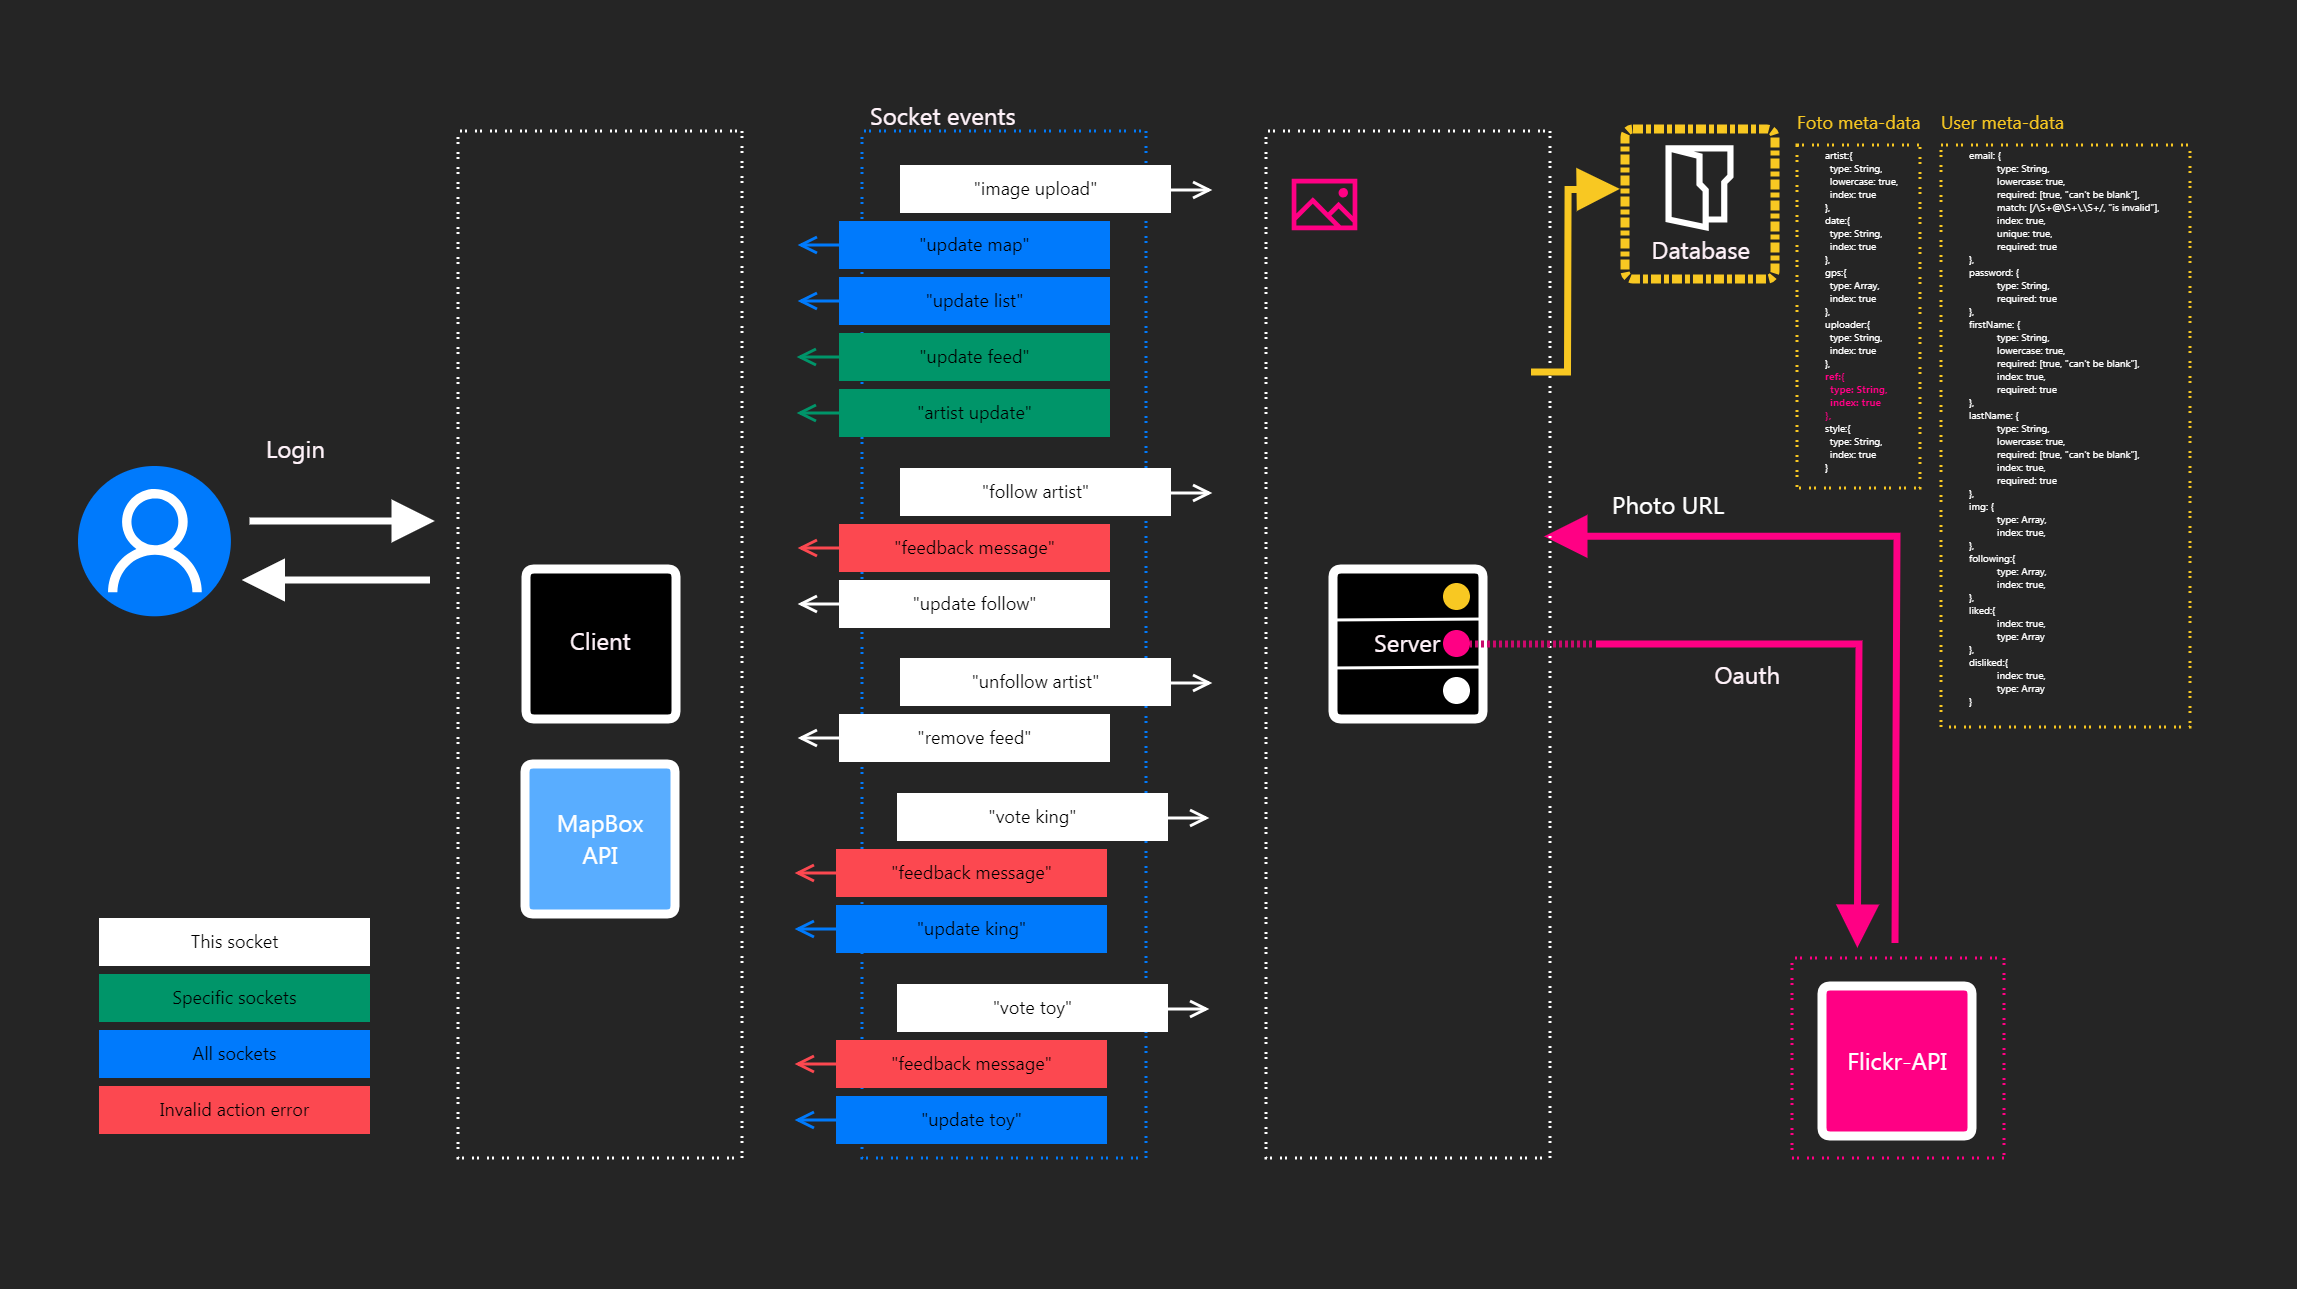 Login
Client
MapBox
API
This socket
Specific sockets
All sockets
Invalid action error
Socket events
"image upload"
"update map"
"update list"
"update feed"
"artist update"
"follow artist"
"feedback message"
"update follow"
"unfollow artist"
"remove feed"
"vote king"
"feedback message"
"update king"
"vote toy"
"feedback message"
"update toy"
Server
Database
Photo URL
Oauth
Flickr-API
Foto meta-data
artist:{
type: String,
lowercase: true,
index: true
},
date:{
type: String,
index: true
},
gps:{
type: Array,
index: true
},
uploader:{
type: String,
index: true
},
ref:{
type: String,
index: true
},
style:{
type: String,
index: true
}
User meta-data
email: {
type: String,
lowercase: true,
required: [true, "can't be blank"],
match: [/\S+@\S+\.\S+/, "is invalid"],
index: true,
unique: true,
required: true
},
password: {
type: String,
required: true
},
firstName: {
type: String,
lowercase: true,
required: [true, "can't be blank"],
index: true,
required: true
},
lastName: {
type: String,
lowercase: true,
required: [true, "can't be blank"],
index: true,
required: true
},
img: {
type: Array,
index: true,
},
following:{
type: Array,
index: true,
},
liked:{
index: true,
type: Array
},
disliked:{
index: true,
type: Array
}